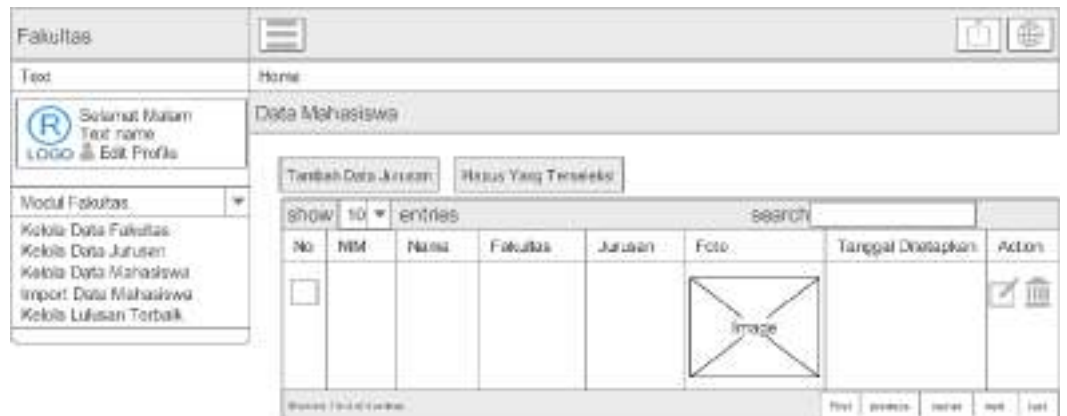 Fakultas
Text
Home
Selamat Malam
Text name
Edit Profile
R
LOGO
Data Mahasiswa
Tambah Data Jurusan
Hapus Yang Terseleksi
Modul Fakultas
Kelola Data Fakultas
Kelola Data Jurusan
Kelola Data Mahasiswa
Import Data Mahasiswa
Kelola Lulusan Terbaik
show 10 entries
search
No NIM Nama Fakultas Jurusan Foto Tanggal Ditetapkan Action
Image
First previous next last